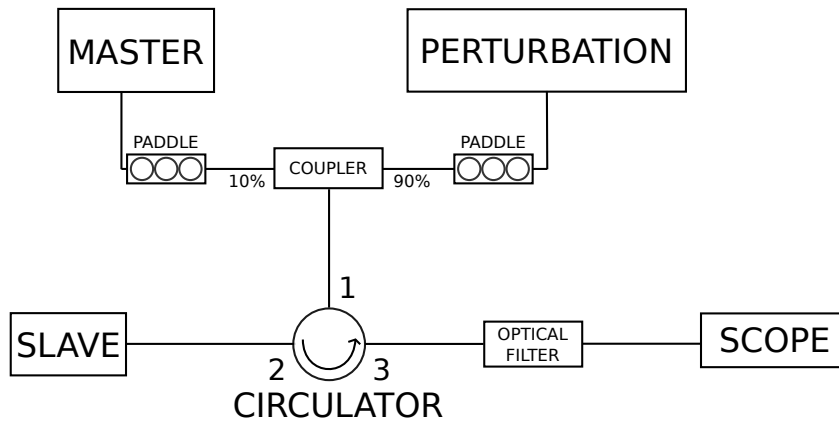 MASTER
PERTURBATION
PADDLE
PADDLE
COUPLER
10%
90%
1
SLAVE
2
3
OPTICAL
FILTER
SCOPE
CIRCULATOR